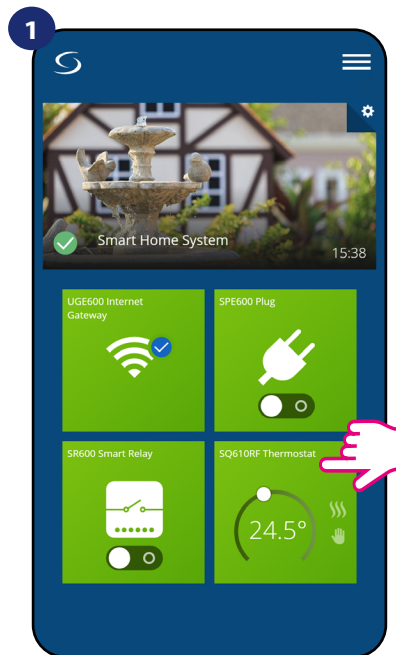 1
Smart Home System
15:38
UGE600 Internet
Gateway
SPE600 Plug
SR600 Smart Relay
SQ610RF Thermostat
24.5°